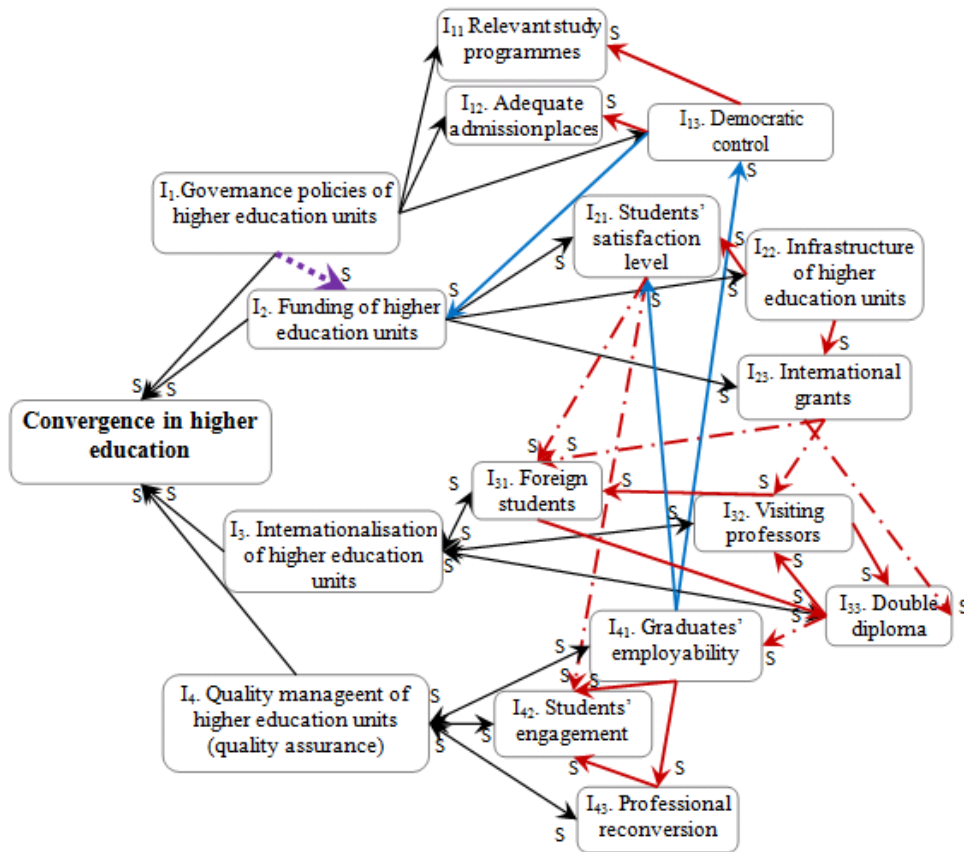 I11 Relevant study
programmes
S
I12. Adequate
admission places
S
I13. Democratic
control
S
I1.Governance policies of
higher education units
S
I21. Students’
satisfaction
level
S
S
S
I22. Infrastructure
of higher
education units
S
I2. Funding of higher
education units
S
I23. International
grants
S
S
S
S
Convergence in higher
education
S
S
I31. Foreign
students
S
S
S
S
S
I32. Visiting
professors
S
S
S
S
I3. Internationalisation
of higher education
units
S
S
I33. Double
diploma
S
S
S
S
S
I41. Graduates’
employability
S
S
I4. Quality manageent of
higher education units
(quality assurance)
S
S
I42. Students’
engagement
S
S
S
S
S
I43. Professional
reconversion
S